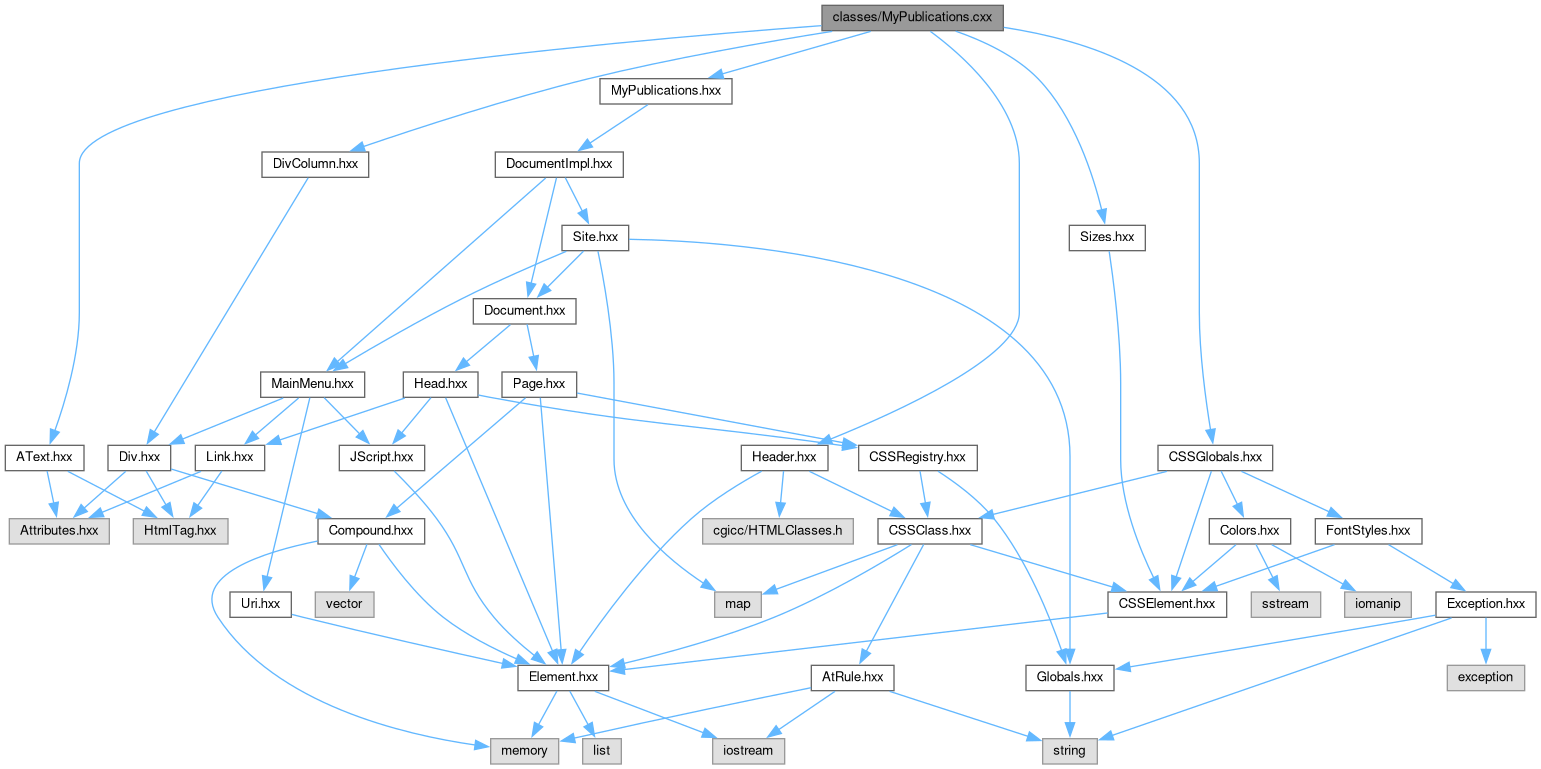 classes/MyPublications.cxx
MyPublications.hxx
DivColumn.hxx
DocumentImpl.hxx
Site.hxx
Sizes.hxx
Document.hxx
MainMenu.hxx
Head.hxx
Page.hxx
AText.hxx
Div.hxx
Link.hxx
JScript.hxx
Header.hxx
CSSRegistry.hxx
CSSGlobals.hxx
Attributes.hxx
HtmlTag.hxx
Compound.hxx
cgicc/HTMLClasses.h
CSSClass.hxx
Colors.hxx
FontStyles.hxx
Uri.hxx
vector
map
CSSElement.hxx
sstream
iomanip
Exception.hxx
Element.hxx
AtRule.hxx
Globals.hxx
exception
memory
list
iostream
string